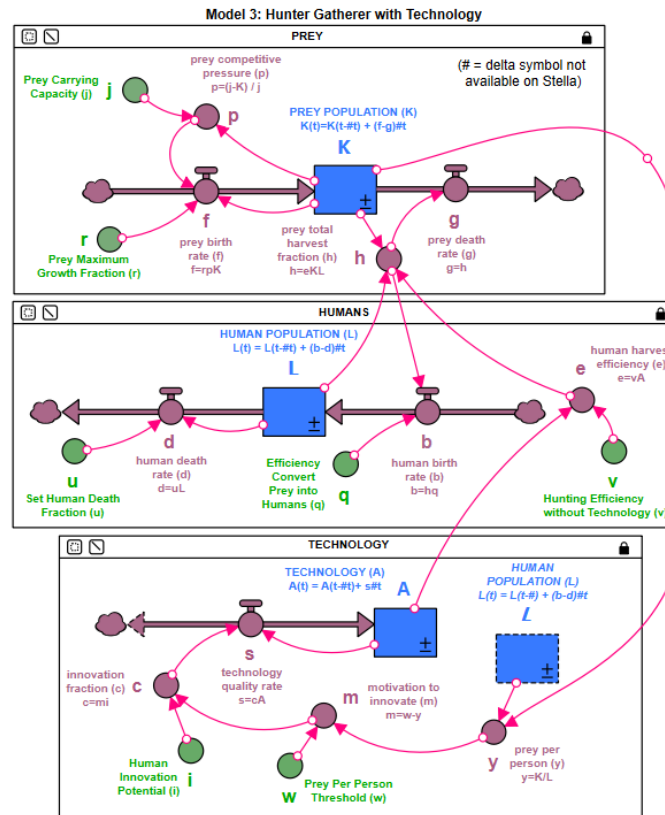 Model 3: Hunter Gatherer with Technology
PREY
(# = delta symbol not
available on Stella)
prey competitive
pressure (p)
p=(j-K) / j
Prey Carrying
Capacity (j)
j
p
PREY POPULATION (K)
K(t)=K(t-#t) + (f-g)#t
K
±
f
g
r
Prey Maximum
Growth Fraction (r)
prey birth
rate (f)
f=rpK
prey total
harvest
fraction (h)
h=eKL
h
prey death
rate (g)
g=h
HUMANS
HUMAN POPULATION (L)
L(t) = L(t-#t) + (b-d)#t
L
±
human harves
efficiency (e)
e=vA
e
d
b
u
Set Human Death
Fraction (u)
human death
rate (d)
d=uL
Efficiency
Convert
Prey into
Humans (q)
q
human birth
rate (b)
b=hq
v
Hunting Efficiency
without Technology (v)
TECHNOLOGY
TECHNOLOGY (A)
A(t) = A(t-#t)+ s#t
A
±
HUMAN
POPULATION (L)
L(t) = L(t-#) + (b-d)#t
L
±
s
technology
quality rate
s=cA
innovation
fraction (c)
c=mi
c
motivation to
innovate (m)
m=w-y
m
y
prey per
person (y)
y=K/L
Human
Innovation
Potential (i)
i
w
Prey Per Person
Threshold (w)